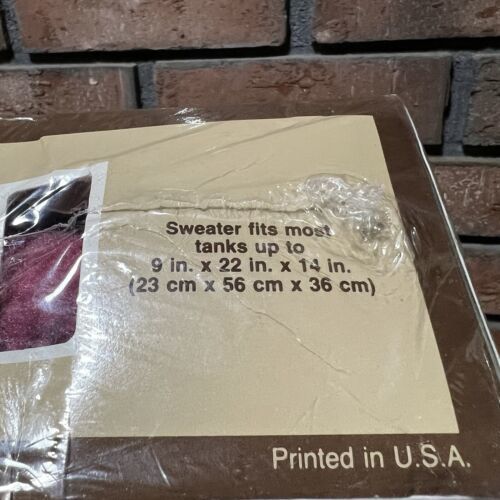 Sweater fits most
tanks up to
9 in. x 22 in. x 14 in.
(23 cm x 56 cm x 36 cm)
Printed in U.S.A.